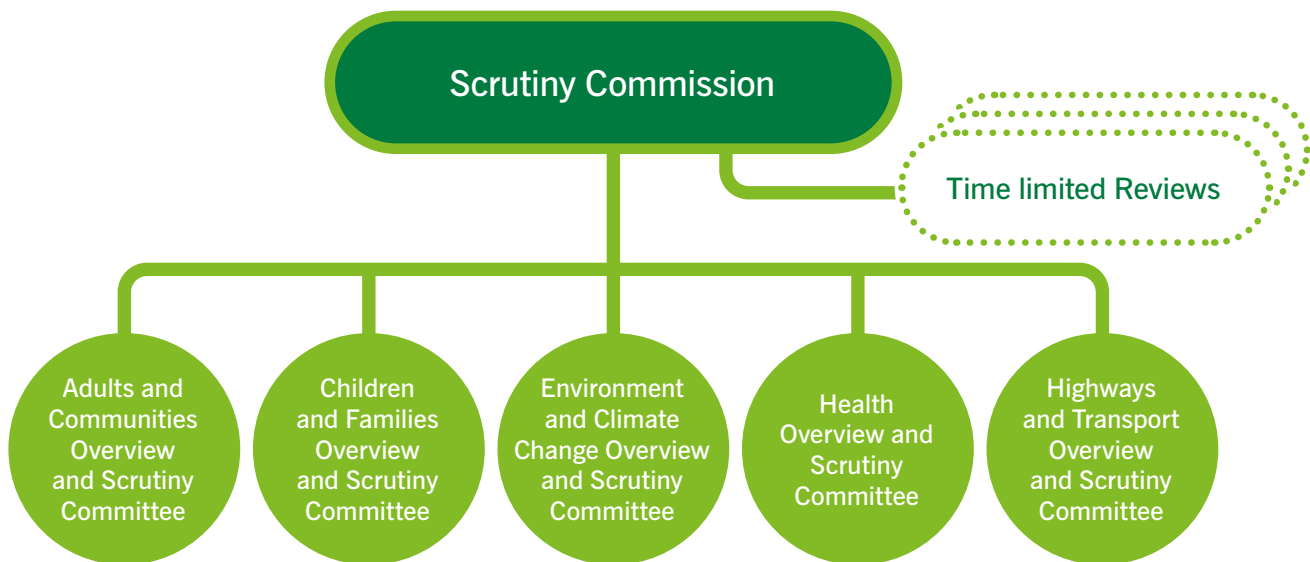 Scrutiny Commission
Time limited Reviews
Adults and
Communities
Overview
and Scrutiny
Committee
Children
and Families
Overview
and Scrutiny
Committee
Environment
and Climate
Change Overview
and Scrutiny
Committee
Health
Overview and
Scrutiny
Committee
Highways
and Transport
Overview
and Scrutiny
Committee